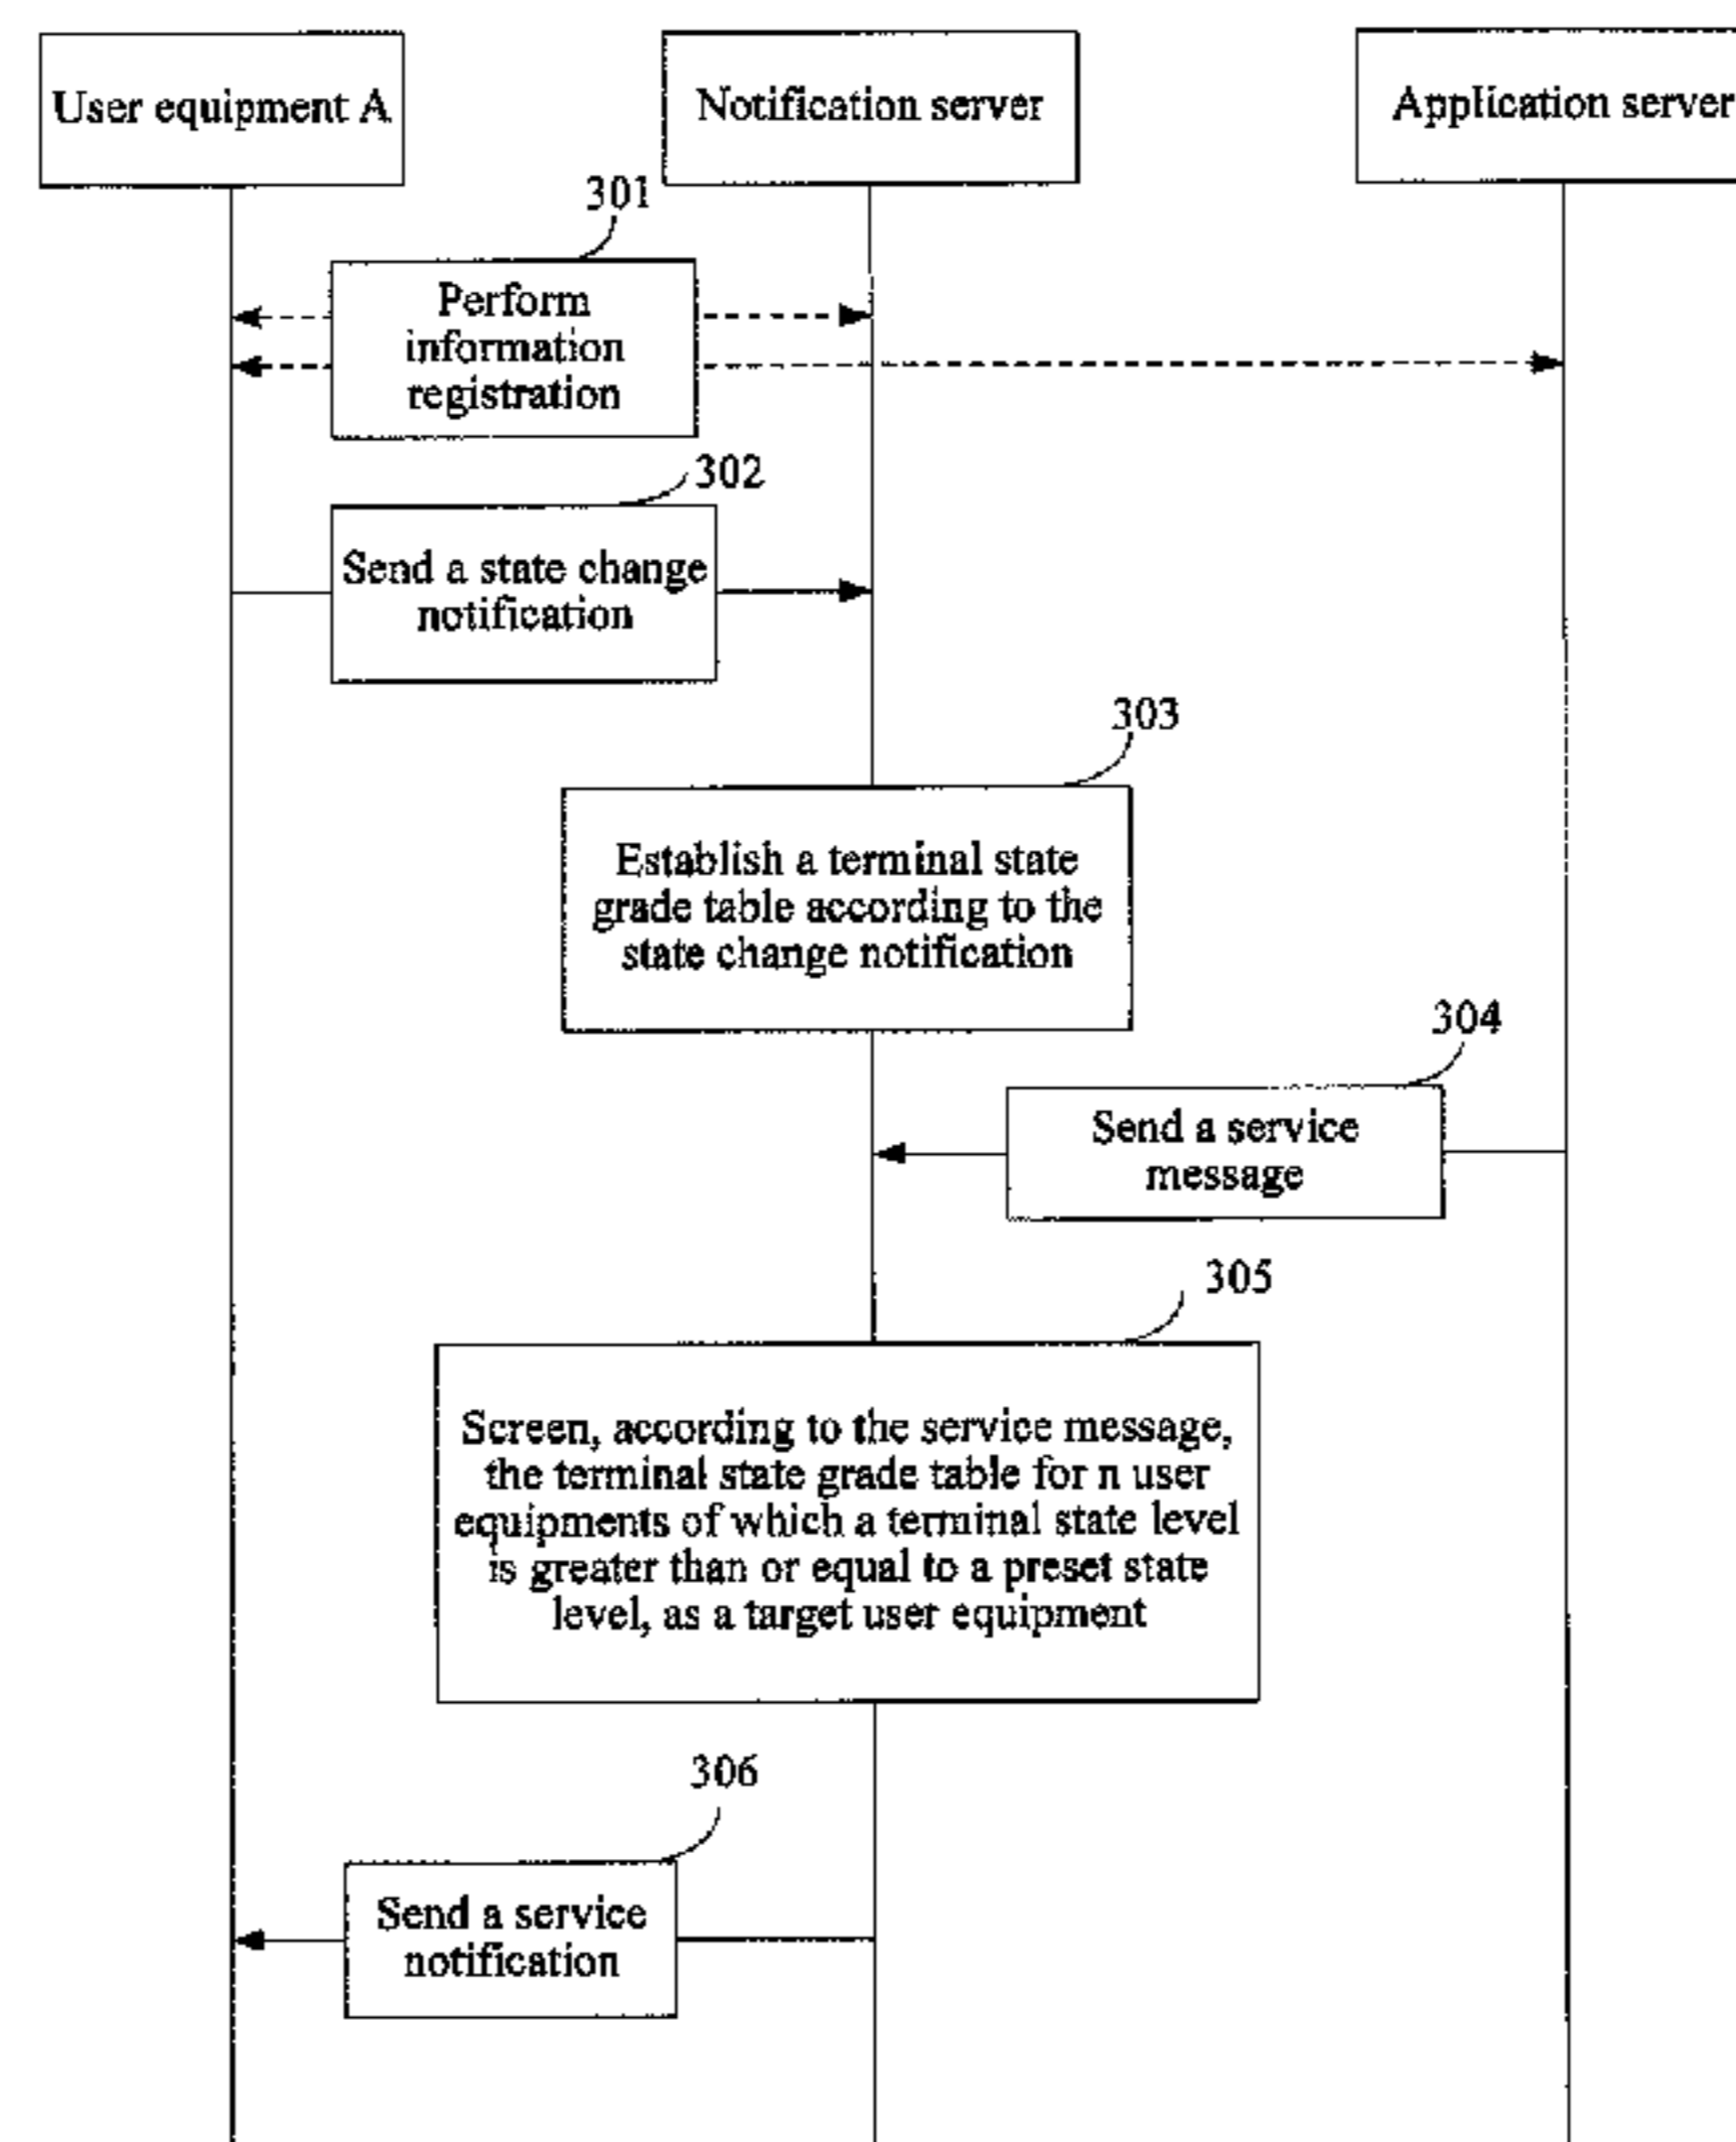 User equipment A
Notification server
Application server
301
Perform
information
registration
302
Send a state change
notification
303
Establish a terminal state
grade table according to the
state change notification
304
Send a service
message
305
Screen, according to the service message,
the terminal state grade table for n user
equipments of which a terminal state level
is greater than or equal to a preset state
level, as a target user equipment
306
Send a service
notification